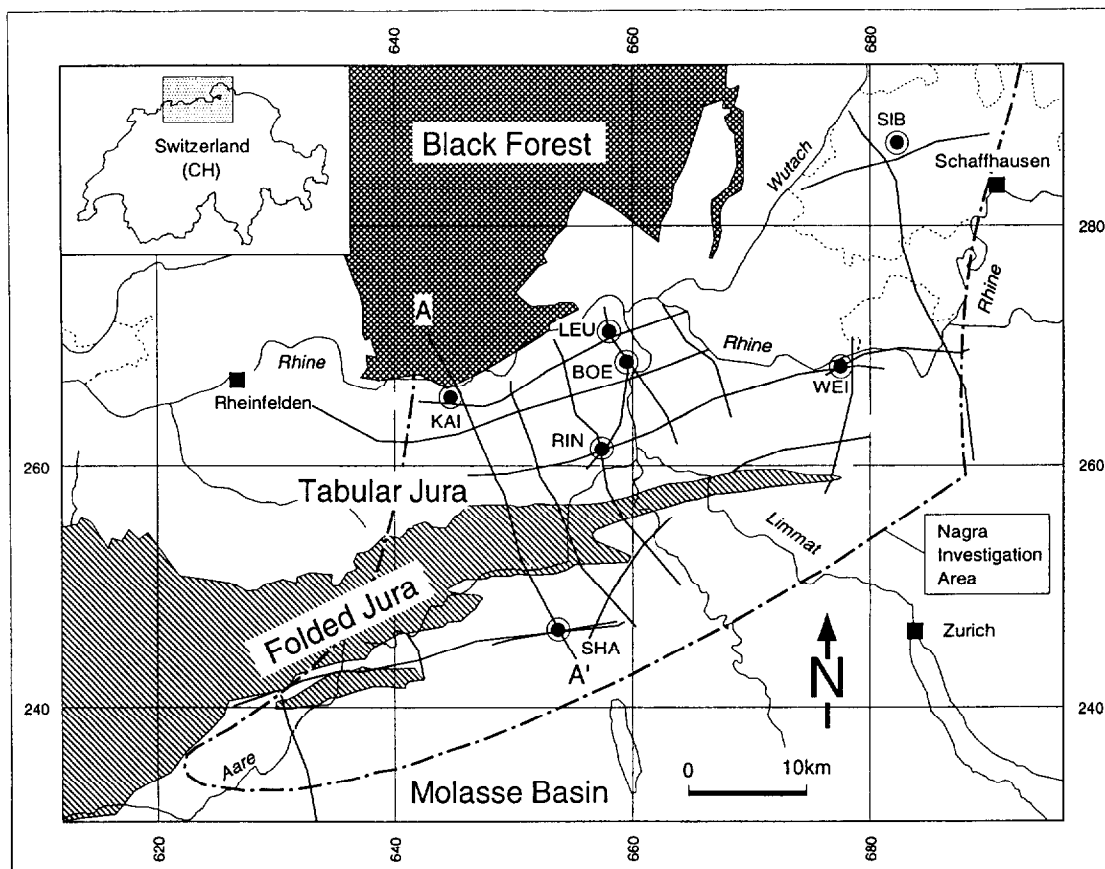 640
660
680
Switzerland
(CH)
Black Forest
Wutach
SIB
Schaffhausen
280
280
A
LEU
Rhine
Rhine
Rhine
BOE
WEI
Rheinfelden
KAI
RIN
260
260
Tabular Jura
Limmat
Nagra
Investigation
Area
Folded Jura
SHA
Zurich
A'
N
240
240
Aare
0
10km
Molasse Basin
620
640
660
680